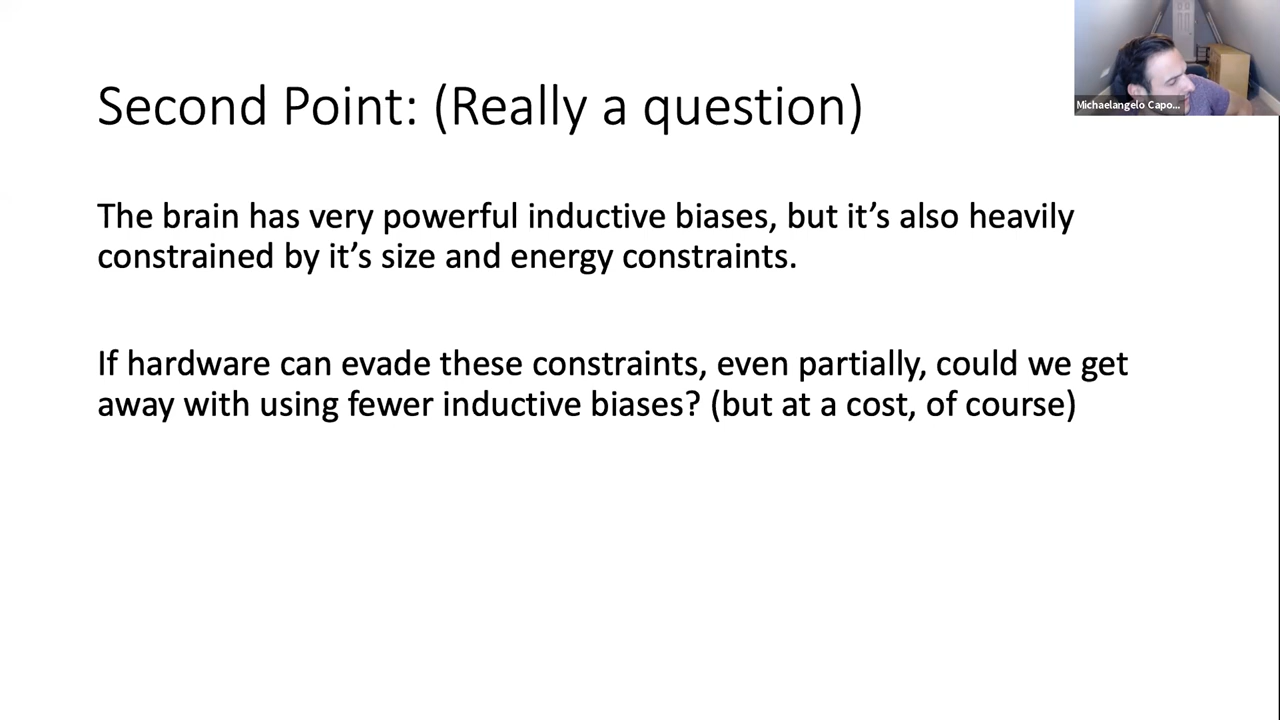 Second Point: (Really a question)
Michaelangelo Capo...
The brain has very powerful inductive biases, but it's also heavily
constrained by it's size and energy constraints.
If hardware can evade these constraints, even partially, could we get
away with using fewer inductive biases? (but at a cost, of course)